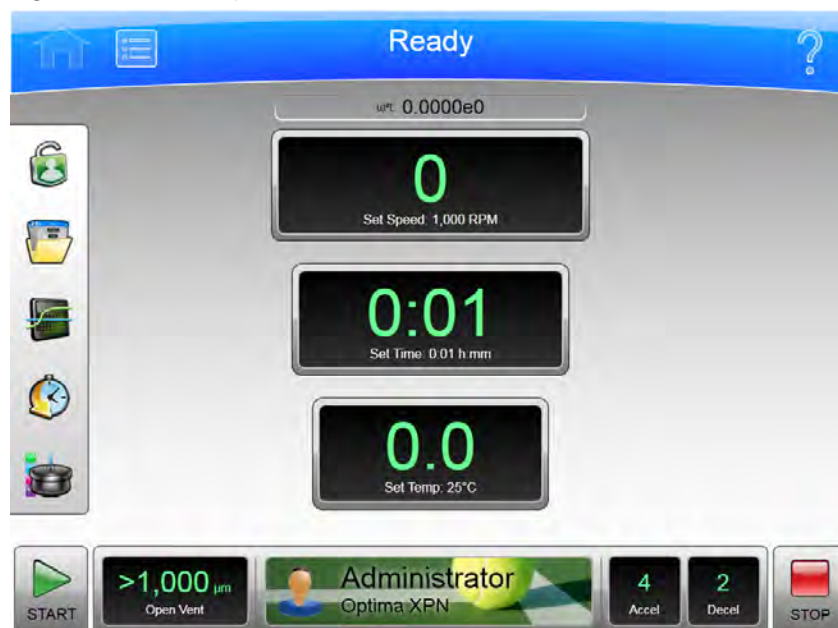 Ready
ω²t: 0.0000e0
0
Set Speed: 1,000 RPM
0:01
Set Time: 0:01 h:mm
0.0
Set Temp: 25°C
START
>1,000 µm
Open Vent
Administrator
Optima XPN
4
Accel
2
Decel
STOP